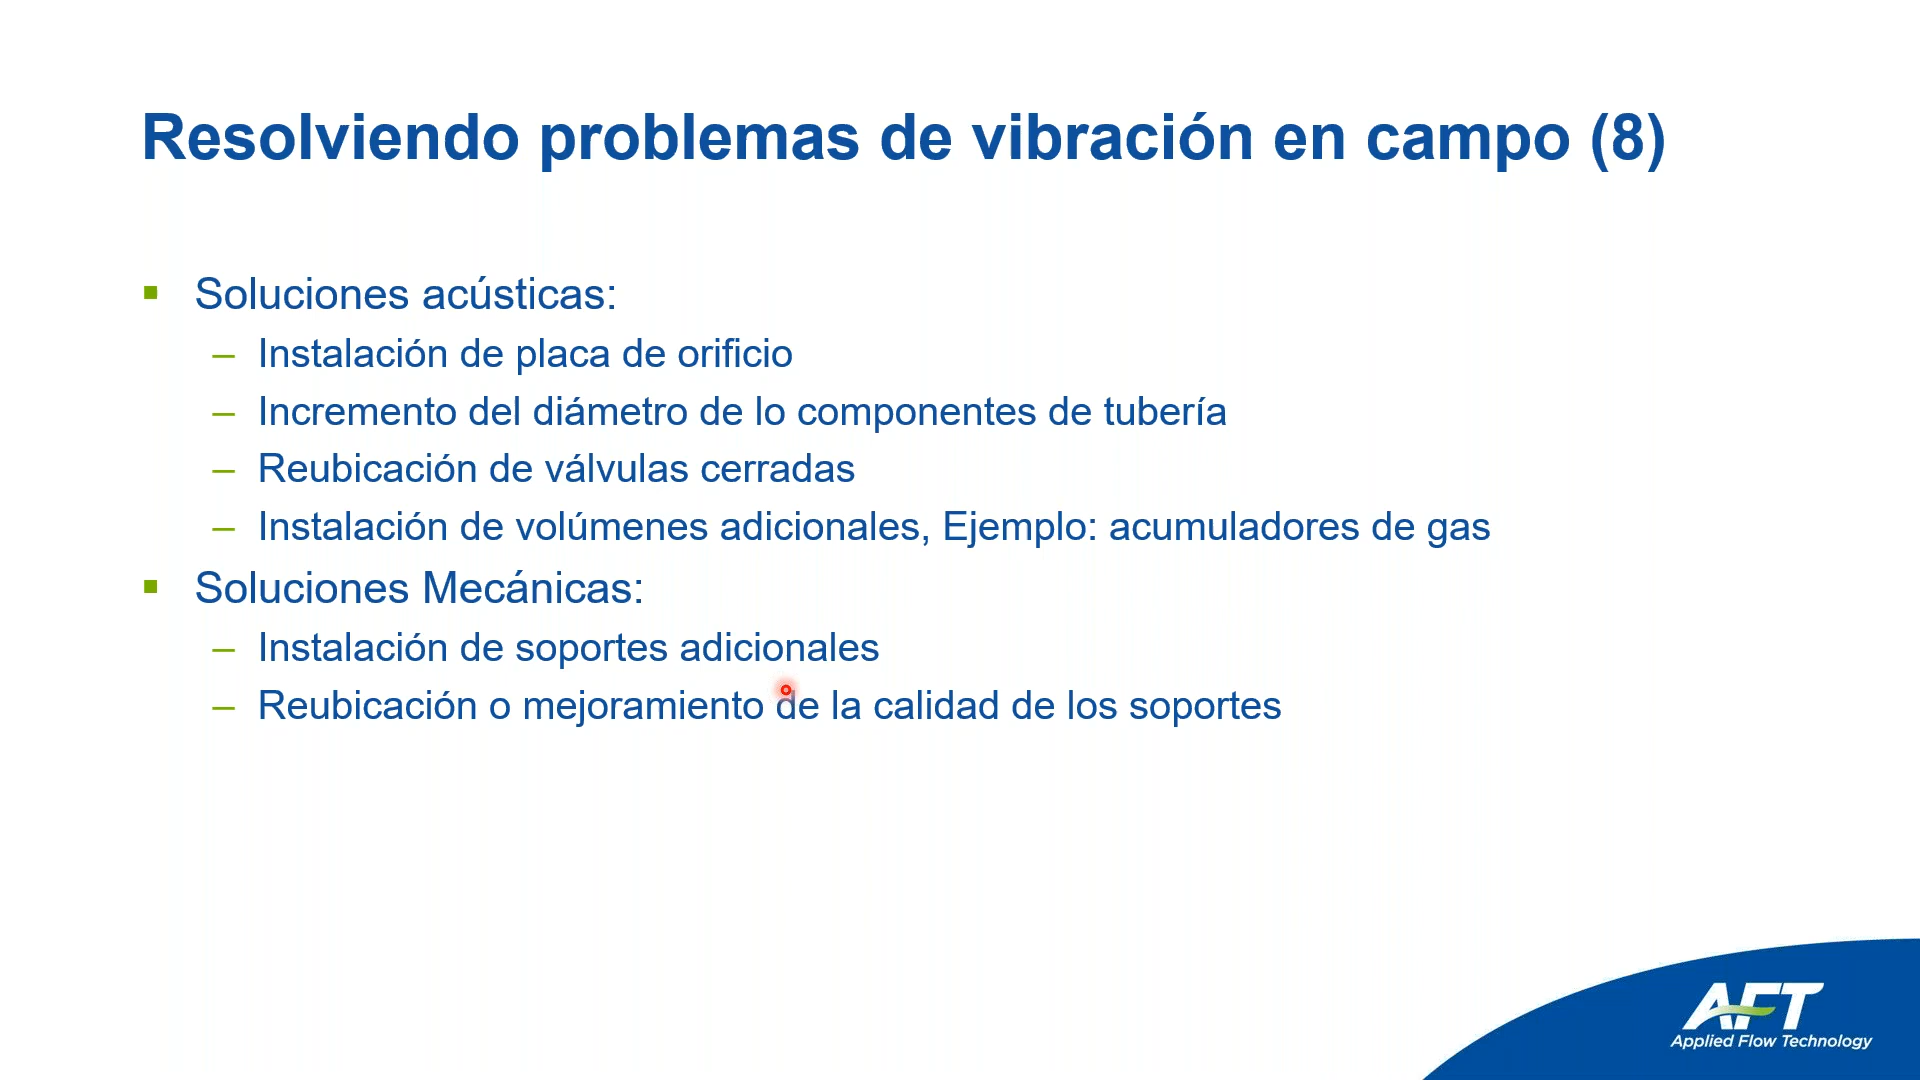 Resolviendo problemas de vibración en campo (8)
▪ Soluciones acústicas:
– Instalación de placa de orificio
– Incremento del diámetro de lo componentes de tubería
– Reubicación de válvulas cerradas
– Instalación de volúmenes adicionales, Ejemplo: acumuladores de gas
▪ Soluciones Mecánicas:
– Instalación de soportes adicionales
– Reubicación o mejoramiento de la calidad de los soportes
AFT
Applied Flow Technology